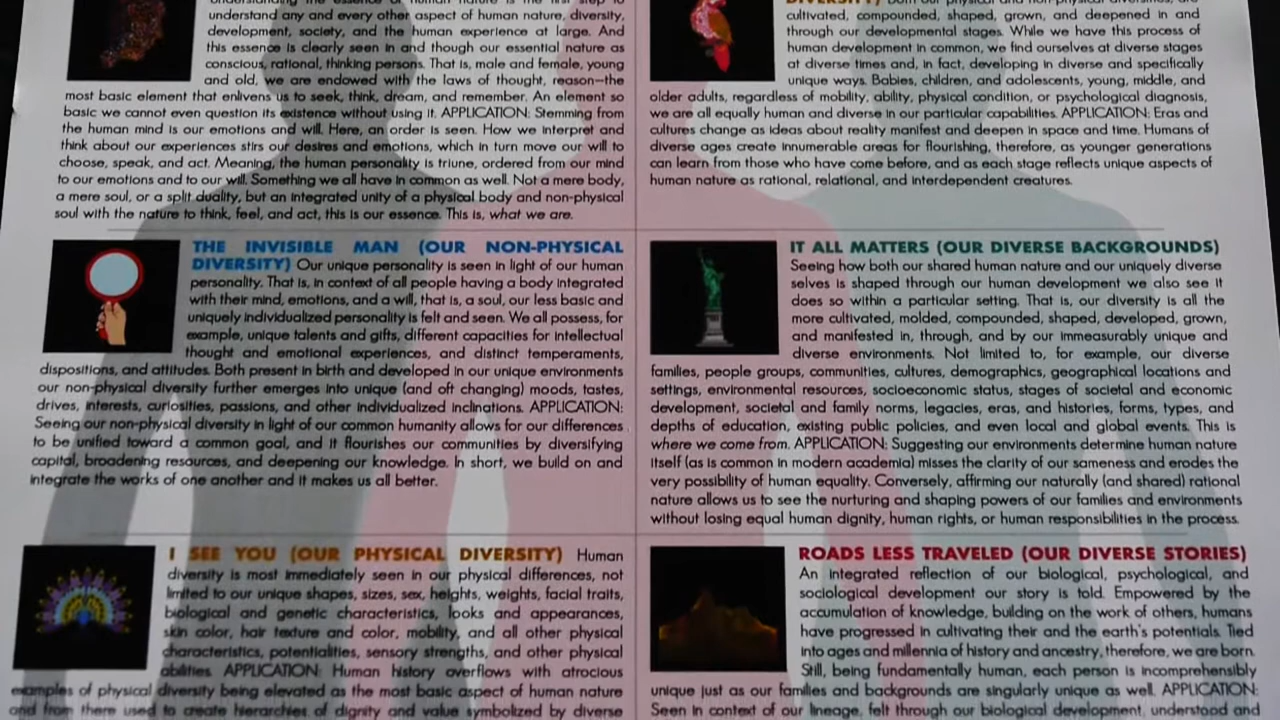 understand any and every other aspect of human nature, diversity,
development, society, and the human experience at large. And
this essence is clearly seen in and though our essential nature as
conscious, rational, thinking persons. That is, male and female, young
and old, we are endowed with the laws of thought, reason—the
most basic element that enlivens us to seek, think, dream, and remember. An element so
basic we cannot even question its existence without using it. APPLICATION: Stemming from
the human mind is our emotions and will. Here, an order is seen. How we interpret and
think about our experiences stirs our desires and emotions, which in turn move our will to
choose, speak, and act. Meaning, the human personality is triune, ordered from our mind
to our emotions and to our will. Something we all have in common as well. Not a mere body,
a mere soul, or a split duality, but an integrated unity of a physical body and non-physical
soul with the nature to think, feel, and act, this is our essence. This is, what we are.
THE INVISIBLE MAN (OUR NON-PHYSICAL
DIVERSITY) Our unique personality is seen in light of our human
personality. That is, in context of all people having a body integrated
with their mind, emotions, and a will, that is, a soul, our less basic and
uniquely individualized personality is felt and seen. We all possess, for
example, unique talents and gifts, different capacities for intellectual
thought and emotional experiences, and distinct temperaments,
dispositions, and attitudes. Both present in birth and developed in our unique environments
our non-physical diversity further emerges into unique (and oft changing) moods, tastes,
drives, interests, curiosities, passions, and other individualized inclinations. APPLICATION:
Seeing our non-physical diversity in light of our common humanity allows for our differences
to be unified toward a common goal, and it flourishes our communities by diversifying
capital, broadening resources, and deepening our knowledge. In short, we build on and
integrate the works of one another and it makes us all better.
I SEE YOU (OUR PHYSICAL DIVERSITY) Human
diversity is most immediately seen in our physical differences, not
limited to our unique shapes, sizes, sex, heights, weights, facial traits,
biological and genetic characteristics, looks and appearances,
skin color, hair texture and color, mobility, and all other physical
characteristics, potentialities, sensory strengths, and other physical
abilities. APPLICATION: Human history overflows with atrocious
examples of physical diversity being elevated as the most basic aspect of human nature
and from there used to create hierarchies of dignity and value symbolized by diverse
cultivated, compounded, shaped, grown, and deepened in and
through our developmental stages. While we have this process of
human development in common, we find ourselves at diverse stages
at diverse times and, in fact, developing in diverse and specifically
unique ways. Babies, children, and adolescents, young, middle, and
older adults, regardless of mobility, ability, physical condition, or psychological diagnosis,
we are all equally human and diverse in our particular capabilities. APPLICATION: Eras and
cultures change as ideas about reality manifest and deepen in space and time. Humans of
diverse ages create innumerable areas for flourishing, therefore, as younger generations
can learn from those who have come before, and as each stage reflects unique aspects of
human nature as rational, relational, and interdependent creatures.
IT ALL MATTERS (OUR DIVERSE BACKGROUNDS)
Seeing how both our shared human nature and our uniquely diverse
selves is shaped through our human development we also see it
does so within a particular setting. That is, our diversity is all the
more cultivated, molded, compounded, shaped, developed, grown,
and manifested in, through, and by our immeasurably unique and
diverse environments. Not limited to, for example, our diverse
families, people groups, communities, cultures, demographics, geographical locations and
settings, environmental resources, socioeconomic status, stages of societal and economic
development, societal and family norms, legacies, eras, and histories, forms, types, and
depths of education, existing public policies, and even local and global events. This is
where we come from. APPLICATION: Suggesting our environments determine human nature
itself (as is common in modern academia) misses the clarity of our sameness and erodes the
very possibility of human equality. Conversely, affirming our naturally (and shared) rational
nature allows us to see the nurturing and shaping powers of our families and environments
without losing equal human dignity, human rights, or human responsibilities in the process.
ROADS LESS TRAVELED (OUR DIVERSE STORIES)
An integrated reflection of our biological, psychological, and
sociological development our story is told. Empowered by the
accumulation of knowledge, building on the work of others, humans
have progressed in cultivating their and the earth's potentials. Tied
into ages and millennia of history and ancestry, therefore, we are born.
Still, being fundamentally human, each person is incomprehensibly
unique just as our families and backgrounds are singularly unique as well. APPLICATION:
Seen in context of our lineage, felt through our biological development, understood and